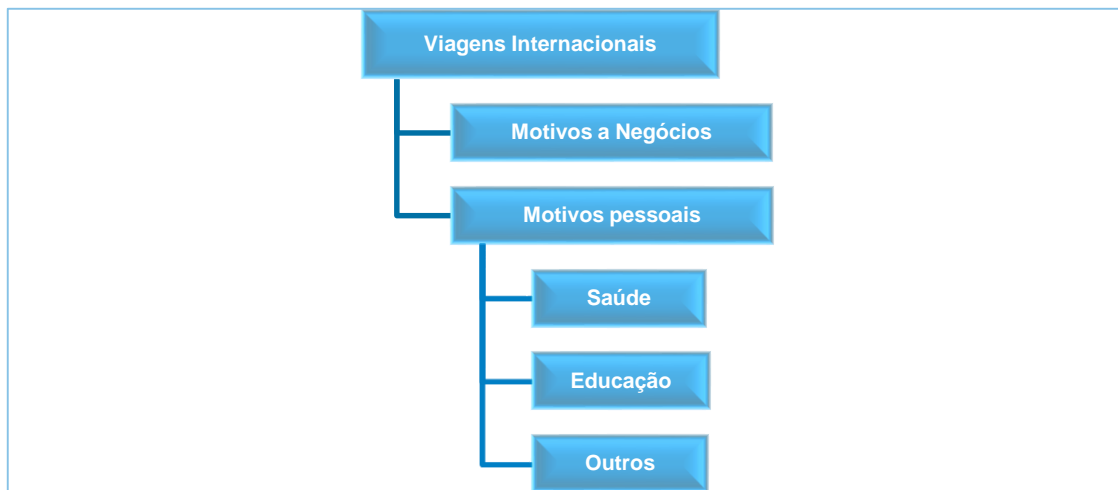 Viagens Internacionais
Motivos a Negócios
Motivos pessoais
Saúde
Educação
Outros